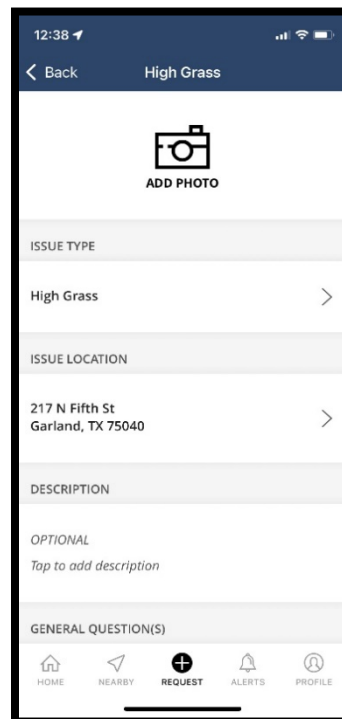 12:38
Back
High Grass
ADD PHOTO
ISSUE TYPE
High Grass
ISSUE LOCATION
217 N Fifth St
Garland, TX 75040
DESCRIPTION
OPTIONAL
Tap to add description
GENERAL QUESTION(S)
HOME NEARBY REQUEST ALERTS PROFILE